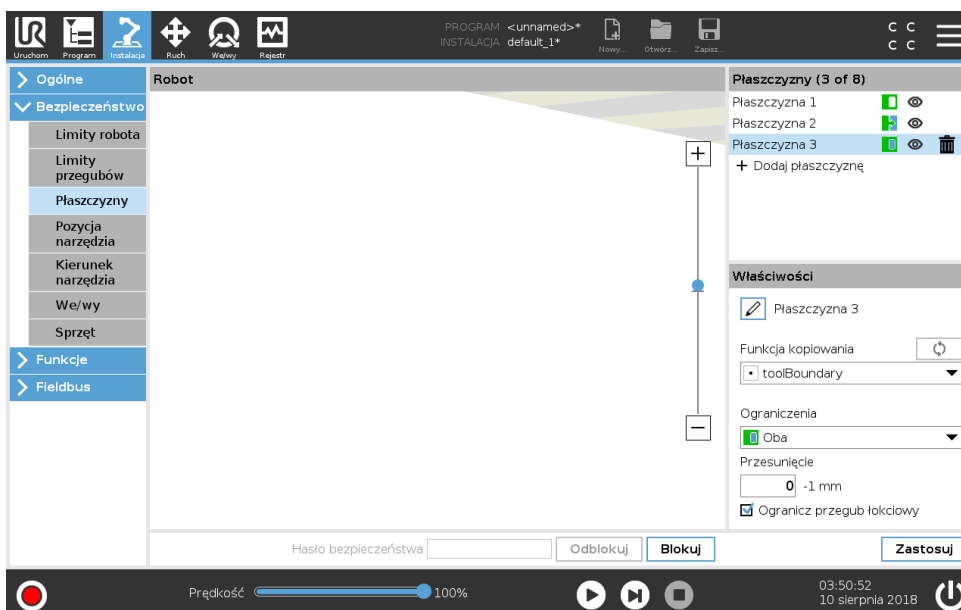 UR
Uruchom
Program
Instalacja
Ruch
We/wy
Rejestr
PROGRAM <unnamed>*
INSTALACJA default_1*
Nowy...
Otwórz...
Zapisz...
C C
C C
Ogólne
Bezpieczeństwo
Limity robota
Limity
przegubów
Płaszczyzny
Pozycja
narzędzia
Kierunek
narzędzia
We/wy
Sprzęt
Funkcje
Fieldbus
Robot
Płaszczyzny (3 of 8)
Płaszczyzna 1
Płaszczyzna 2
Płaszczyzna 3
+ Dodaj płaszczyznę
Właściwości
Płaszczyzna 3
Funkcja kopiowania
toolBoundary
Ograniczenia
Oba
Przesunięcie
0 -1 mm
Ogranicz przegub łokciowy
Hasło bezpieczeństwa
Odblokuj
Blokuj
Zastosuj
Prędkość
100%
03:50:52
10 sierpnia 2018